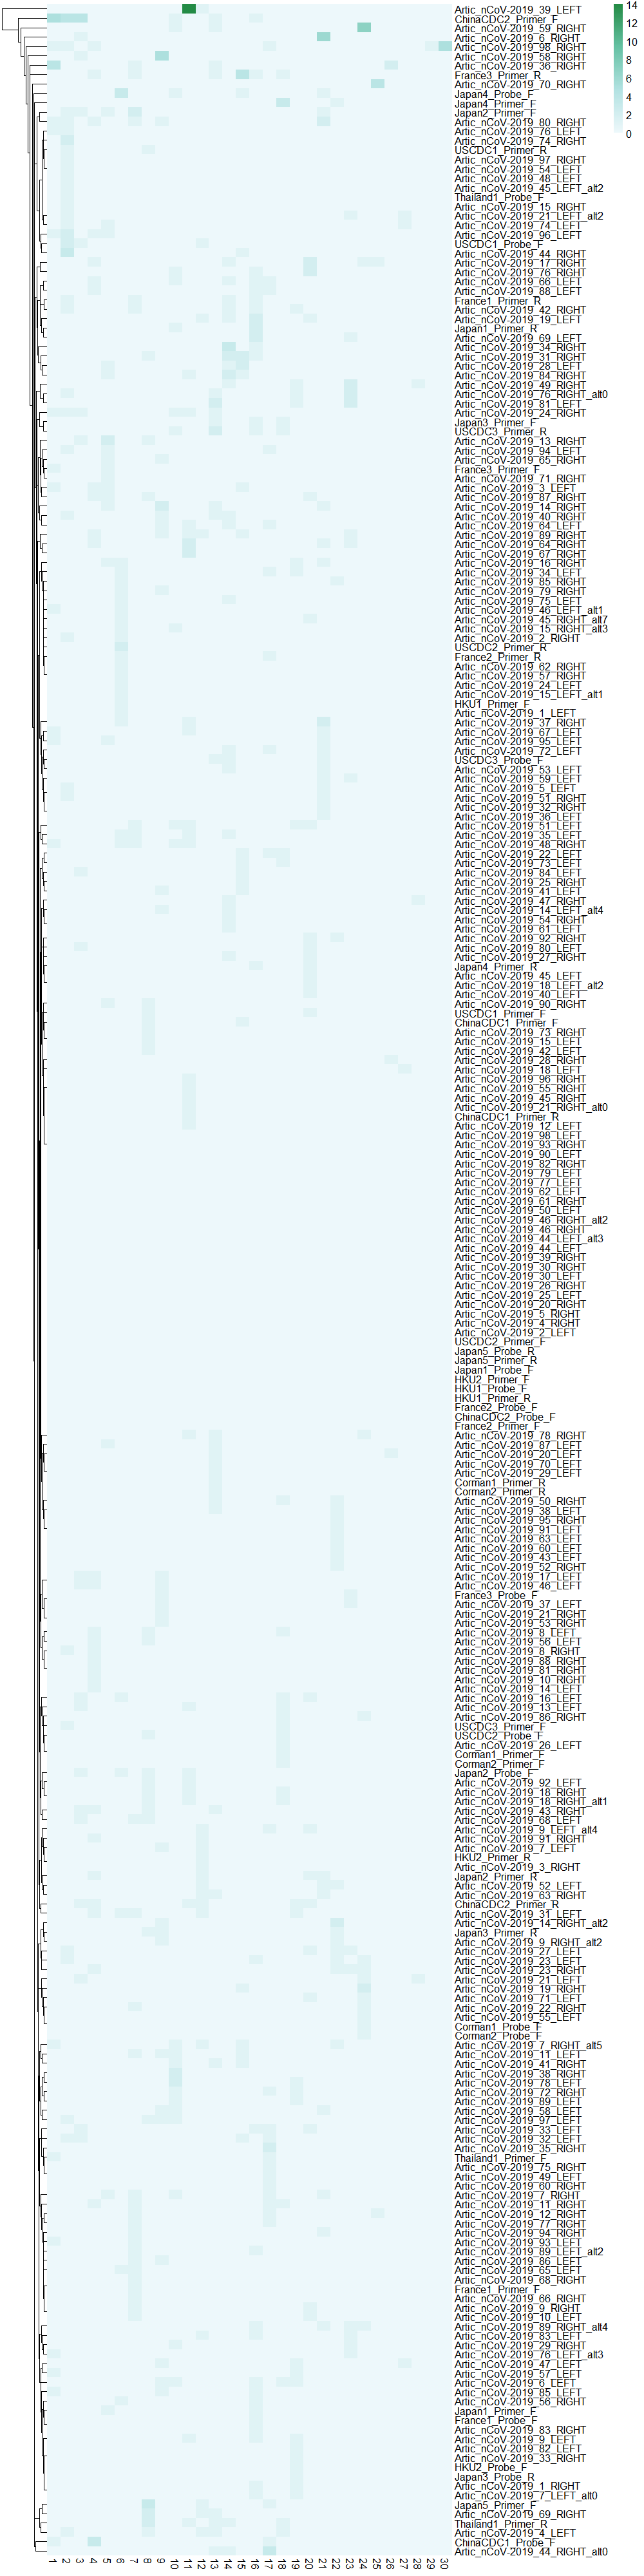 Artic_nCoV-2019_39_LEFT
ChinaCDC2_Primer_F
Artic_nCoV-2019_59_RIGHT
Artic_nCoV-2019_6_RIGHT
Artic_nCoV-2019_98_RIGHT
Artic_nCoV-2019_58_RIGHT
Artic_nCoV-2019_36_RIGHT
France3_Primer_R
Artic_nCoV-2019_70_RIGHT
Japan4_Probe_F
Japan4_Primer_F
Japan2_Primer_F
Artic_nCoV-2019_80_RIGHT
Artic_nCoV-2019_76_LEFT
Artic_nCoV-2019_74_RIGHT
USCDC1_Primer_R
Artic_nCoV-2019_97_RIGHT
Artic_nCoV-2019_54_LEFT
Artic_nCoV-2019_48_LEFT
Artic_nCoV-2019_45_LEFT_alt2
Thailand1_Probe_F
Artic_nCoV-2019_15_RIGHT
Artic_nCoV-2019_21_LEFT_alt2
Artic_nCoV-2019_74_LEFT
Artic_nCoV-2019_96_LEFT
USCDC1_Probe_F
Artic_nCoV-2019_44_RIGHT
Artic_nCoV-2019_17_RIGHT
Artic_nCoV-2019_76_RIGHT
Artic_nCoV-2019_66_LEFT
Artic_nCoV-2019_88_LEFT
France1_Primer_R
Artic_nCoV-2019_42_RIGHT
Artic_nCoV-2019_19_LEFT
Japan1_Primer_R
Artic_nCoV-2019_69_LEFT
Artic_nCoV-2019_34_RIGHT
Artic_nCoV-2019_31_RIGHT
Artic_nCoV-2019_28_LEFT
Artic_nCoV-2019_84_RIGHT
Artic_nCoV-2019_49_RIGHT
Artic_nCoV-2019_76_RIGHT_alt0
Artic_nCoV-2019_81_LEFT
Artic_nCoV-2019_24_RIGHT
Japan3_Primer_F
USCDC3_Primer_R
Artic_nCoV-2019_13_RIGHT
Artic_nCoV-2019_94_LEFT
Artic_nCoV-2019_65_RIGHT
France3_Primer_F
Artic_nCoV-2019_71_RIGHT
Artic_nCoV-2019_3_LEFT
Artic_nCoV-2019_87_RIGHT
Artic_nCoV-2019_14_RIGHT
Artic_nCoV-2019_40_RIGHT
Artic_nCoV-2019_64_LEFT
Artic_nCoV-2019_89_RIGHT
Artic_nCoV-2019_64_RIGHT
Artic_nCoV-2019_67_RIGHT
Artic_nCoV-2019_16_RIGHT
Artic_nCoV-2019_34_LEFT
Artic_nCoV-2019_85_RIGHT
Artic_nCoV-2019_79_RIGHT
Artic_nCoV-2019_75_LEFT
Artic_nCoV-2019_46_LEFT_alt1
Artic_nCoV-2019_45_RIGHT_alt7
Artic_nCoV-2019_15_RIGHT_alt3
Artic_nCoV-2019_2_RIGHT
USCDC2_Primer_R
France2_Primer_R
Artic_nCoV-2019_62_RIGHT
Artic_nCoV-2019_57_RIGHT
Artic_nCoV-2019_24_LEFT
Artic_nCoV-2019_15_LEFT_alt1
HKU1_Primer_F
Artic_nCoV-2019_1_LEFT
Artic_nCoV-2019_37_RIGHT
Artic_nCoV-2019_67_LEFT
Artic_nCoV-2019_95_LEFT
Artic_nCoV-2019_72_LEFT
USCDC3_Probe_F
Artic_nCoV-2019_53_LEFT
Artic_nCoV-2019_59_LEFT
Artic_nCoV-2019_5_LEFT
Artic_nCoV-2019_51_RIGHT
Artic_nCoV-2019_32_RIGHT
Artic_nCoV-2019_36_LEFT
Artic_nCoV-2019_51_LEFT
Artic_nCoV-2019_35_LEFT
Artic_nCoV-2019_48_RIGHT
Artic_nCoV-2019_22_LEFT
Artic_nCoV-2019_73_LEFT
Artic_nCoV-2019_84_LEFT
Artic_nCoV-2019_25_RIGHT
Artic_nCoV-2019_41_LEFT
Artic_nCoV-2019_47_RIGHT
Artic_nCoV-2019_14_LEFT_alt4
Artic_nCoV-2019_54_RIGHT
Artic_nCoV-2019_61_LEFT
Artic_nCoV-2019_92_RIGHT
Artic_nCoV-2019_80_LEFT
Artic_nCoV-2019_27_RIGHT
Japan4_Primer_R
Artic_nCoV-2019_45_LEFT
Artic_nCoV-2019_18_LEFT_alt2
Artic_nCoV-2019_40_LEFT
Artic_nCoV-2019_90_RIGHT
USCDC1_Primer_F
ChinaCDC1_Primer_F
Artic_nCoV-2019_73_RIGHT
Artic_nCoV-2019_15_LEFT
Artic_nCoV-2019_42_LEFT
Artic_nCoV-2019_28_RIGHT
Artic_nCoV-2019_18_LEFT
Artic_nCoV-2019_96_RIGHT
Artic_nCoV-2019_55_RIGHT
Artic_nCoV-2019_45_RIGHT
Artic_nCoV-2019_21_RIGHT_alt0
ChinaCDC1_Primer_R
Artic_nCoV-2019_12_LEFT
Artic_nCoV-2019_98_LEFT
Artic_nCoV-2019_93_RIGHT
Artic_nCoV-2019_90_LEFT
Artic_nCoV-2019_82_RIGHT
Artic_nCoV-2019_79_LEFT
Artic_nCoV-2019_77_LEFT
Artic_nCoV-2019_62_LEFT
Artic_nCoV-2019_61_RIGHT
Artic_nCoV-2019_50_LEFT
Artic_nCoV-2019_46_RIGHT_alt2
Artic_nCoV-2019_46_RIGHT
Artic_nCoV-2019_44_LEFT_alt3
Artic_nCoV-2019_44_LEFT
Artic_nCoV-2019_39_RIGHT
Artic_nCoV-2019_30_RIGHT
Artic_nCoV-2019_30_LEFT
Artic_nCoV-2019_26_RIGHT
Artic_nCoV-2019_25_LEFT
Artic_nCoV-2019_20_RIGHT
Artic_nCoV-2019_5_RIGHT
Artic_nCoV-2019_4_RIGHT
Artic_nCoV-2019_2_LEFT
USCDC2_Primer_F
Japan5_Probe_R
Japan5_Primer_R
Japan1_Probe_F
HKU2_Primer_F
HKU1_Probe_F
HKU1_Primer_R
France2_Probe_F
ChinaCDC2_Probe_F
France2_Primer_F
Artic_nCoV-2019_78_RIGHT
Artic_nCoV-2019_87_LEFT
Artic_nCoV-2019_20_LEFT
Artic_nCoV-2019_70_LEFT
Artic_nCoV-2019_29_LEFT
Corman1_Primer_R
Corman2_Primer_R
Artic_nCoV-2019_50_RIGHT
Artic_nCoV-2019_38_LEFT
Artic_nCoV-2019_95_RIGHT
Artic_nCoV-2019_91_LEFT
Artic_nCoV-2019_63_LEFT
Artic_nCoV-2019_60_LEFT
Artic_nCoV-2019_43_LEFT
Artic_nCoV-2019_52_RIGHT
Artic_nCoV-2019_17_LEFT
Artic_nCoV-2019_46_LEFT
France3_Probe_F
Artic_nCoV-2019_37_LEFT
Artic_nCoV-2019_21_RIGHT
Artic_nCoV-2019_53_RIGHT
Artic_nCoV-2019_8_LEFT
Artic_nCoV-2019_56_LEFT
Artic_nCoV-2019_8_RIGHT
Artic_nCoV-2019_88_RIGHT
Artic_nCoV-2019_81_RIGHT
Artic_nCoV-2019_10_RIGHT
Artic_nCoV-2019_14_LEFT
Artic_nCoV-2019_16_LEFT
Artic_nCoV-2019_13_LEFT
Artic_nCoV-2019_86_RIGHT
USCDC3_Primer_F
USCDC2_Probe_F
Artic_nCoV-2019_26_LEFT
Corman1_Primer_F
Corman2_Primer_F
Japan2_Probe_F
Artic_nCoV-2019_92_LEFT
Artic_nCoV-2019_18_RIGHT
Artic_nCoV-2019_18_RIGHT_alt1
Artic_nCoV-2019_43_RIGHT
Artic_nCoV-2019_68_LEFT
Artic_nCoV-2019_9_LEFT_alt4
Artic_nCoV-2019_91_RIGHT
Artic_nCoV-2019_7_LEFT
HKU2_Primer_R
Artic_nCoV-2019_3_RIGHT
Japan2_Primer_R
Artic_nCoV-2019_52_LEFT
Artic_nCoV-2019_63_RIGHT
ChinaCDC2_Primer_R
Artic_nCoV-2019_31_LEFT
Artic_nCoV-2019_14_RIGHT_alt2
Japan3_Primer_R
Artic_nCoV-2019_9_RIGHT_alt2
Artic_nCoV-2019_27_LEFT
Artic_nCoV-2019_23_LEFT
Artic_nCoV-2019_23_RIGHT
Artic_nCoV-2019_21_LEFT
Artic_nCoV-2019_19_RIGHT
Artic_nCoV-2019_71_LEFT
Artic_nCoV-2019_22_RIGHT
Artic_nCoV-2019_55_LEFT
Corman1_Probe_F
Corman2_Probe_F
Artic_nCoV-2019_7_RIGHT_alt5
Artic_nCoV-2019_11_LEFT
Artic_nCoV-2019_41_RIGHT
Artic_nCoV-2019_38_RIGHT
Artic_nCoV-2019_78_LEFT
Artic_nCoV-2019_72_RIGHT
Artic_nCoV-2019_89_LEFT
Artic_nCoV-2019_58_LEFT
Artic_nCoV-2019_97_LEFT
Artic_nCoV-2019_33_LEFT
Artic_nCoV-2019_32_LEFT
Artic_nCoV-2019_35_RIGHT
Thailand1_Primer_F
Artic_nCoV-2019_75_RIGHT
Artic_nCoV-2019_49_LEFT
Artic_nCoV-2019_60_RIGHT
Artic_nCoV-2019_7_RIGHT
Artic_nCoV-2019_11_RIGHT
Artic_nCoV-2019_12_RIGHT
Artic_nCoV-2019_77_RIGHT
Artic_nCoV-2019_94_RIGHT
Artic_nCoV-2019_93_LEFT
Artic_nCoV-2019_89_LEFT_alt2
Artic_nCoV-2019_86_LEFT
Artic_nCoV-2019_65_LEFT
Artic_nCoV-2019_68_RIGHT
France1_Primer_F
Artic_nCoV-2019_66_RIGHT
Artic_nCoV-2019_9_RIGHT
Artic_nCoV-2019_10_LEFT
Artic_nCoV-2019_89_RIGHT_alt4
Artic_nCoV-2019_83_LEFT
Artic_nCoV-2019_29_RIGHT
Artic_nCoV-2019_76_LEFT_alt3
Artic_nCoV-2019_47_LEFT
Artic_nCoV-2019_57_LEFT
Artic_nCoV-2019_6_LEFT
Artic_nCoV-2019_85_LEFT
Artic_nCoV-2019_56_RIGHT
Japan1_Primer_F
France1_Probe_F
Artic_nCoV-2019_83_RIGHT
Artic_nCoV-2019_9_LEFT
Artic_nCoV-2019_82_LEFT
Artic_nCoV-2019_33_RIGHT
HKU2_Probe_F
Japan3_Probe_R
Artic_nCoV-2019_1_RIGHT
Artic_nCoV-2019_7_LEFT_alt0
Japan5_Primer_F
Artic_nCoV-2019_69_RIGHT
Thailand1_Primer_R
Artic_nCoV-2019_4_LEFT
ChinaCDC1_Probe_F
Artic_nCoV-2019_44_RIGHT_alt0
14
12
10
8
6
4
2
0
1 2 3 4 5 6 7 8 9 10 11 12 13 14 15 16 17 18 19 20 21 22 23 24 25 26 27 28 29 30